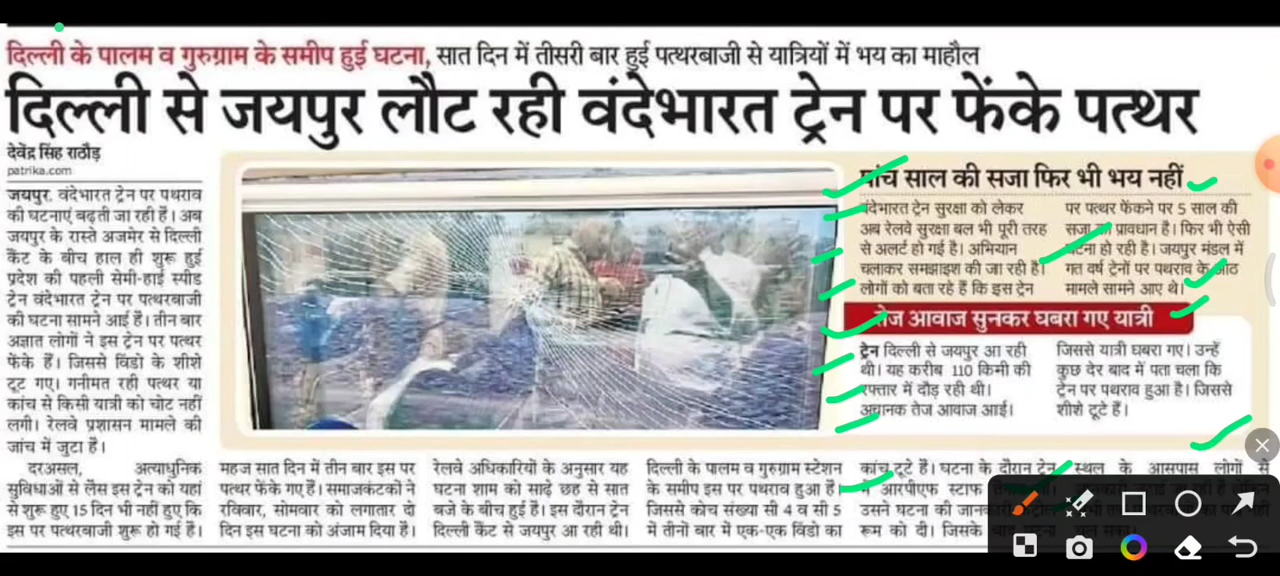 दिल्ली के पालम व गुरुग्राम के समीप हुई घटना, सात दिन में तीसरी बार हुई पत्थरबाजी से यात्रियों में भय का माहौल
दिल्ली से जयपुर लौट रही वंदेभारत ट्रेन पर फेंके पत्थर
देवेंद्र सिंह राठौड़
patrika.com
जयपुर. वंदेभारत ट्रेन पर पथराव
की घटनाएं बढ़ती जा रही हैं। अब
जयपुर के रास्ते अजमेर से दिल्ली
कैंट के बीच हाल ही शुरू हुई
प्रदेश की पहली सेमी-हाई स्पीड
ट्रेन वंदेभारत ट्रेन पर पत्थरबाजी
की घटना सामने आई है। तीन बार
अज्ञात लोगों ने इस ट्रेन पर पत्थर
फेंके हैं। जिससे विंडो के शीशे
टूट गए। गनीमत रही पत्थर या
कांच से किसी यात्री को चोट नहीं
लगी। रेलवे प्रशासन मामले की
जांच में जुटा है।
दरअसल, अत्याधुनिक
सुविधाओं से लैस इस ट्रेन को यहां
से शुरू हुए 15 दिन भी नहीं हुए कि
इस पर पत्थरबाजी शुरू हो गई है।
महज सात दिन में तीन बार इस पर
पत्थर फेंके गए हैं। समाजकंटकों ने
रविवार, सोमवार को लगातार दो
दिन इस घटना को अंजाम दिया है।
रेलवे अधिकारियों के अनुसार यह
घटना शाम को साढ़े छह से सात
बजे के बीच हुई है। इस दौरान ट्रेन
दिल्ली कैंट से जयपुर आ रही थी।
दिल्ली के पालम व गुरुग्राम स्टेशन
के समीप इस पर पथराव हुआ है।
जिससे कोच संख्या सी 4 व सी 5
में तीनों बार में एक-एक विंडो का
कांच टूटे हैं। घटना के दौरान ट्रेन
में आरपीएफ स्टाफ
उसने घटना की
रूम को दी। जिसके बाद
स्थल के आसपास लोगों से
पांच साल की सजा फिर भी भय नहीं
वंदेभारत ट्रेन सुरक्षा को लेकर
अब रेलवे सुरक्षा बल भी पूरी तरह
से अलर्ट हो गई है। अभियान
चलाकर समझाइश की जा रही है।
लोगों को बता रहे हैं कि इस ट्रेन
पर पत्थर फेंकने पर 5 साल की
सजा का प्रावधान है। फिर भी ऐसी
घटना हो रही है। जयपुर मंडल में
गत वर्ष ट्रेनों पर पथराव के आठ
मामले सामने आए थे।
तेज आवाज सुनकर घबरा गए यात्री
ट्रेन दिल्ली से जयपुर आ रही
थी। यह करीब 110 किमी की
रफ्तार में दौड़ रही थी।
अचानक तेज आवाज आई।
जिससे यात्री घबरा गए। उन्हें
कुछ देर बाद में पता चला कि
ट्रेन पर पथराव हुआ है। जिससे
शीशे टूटे हैं।